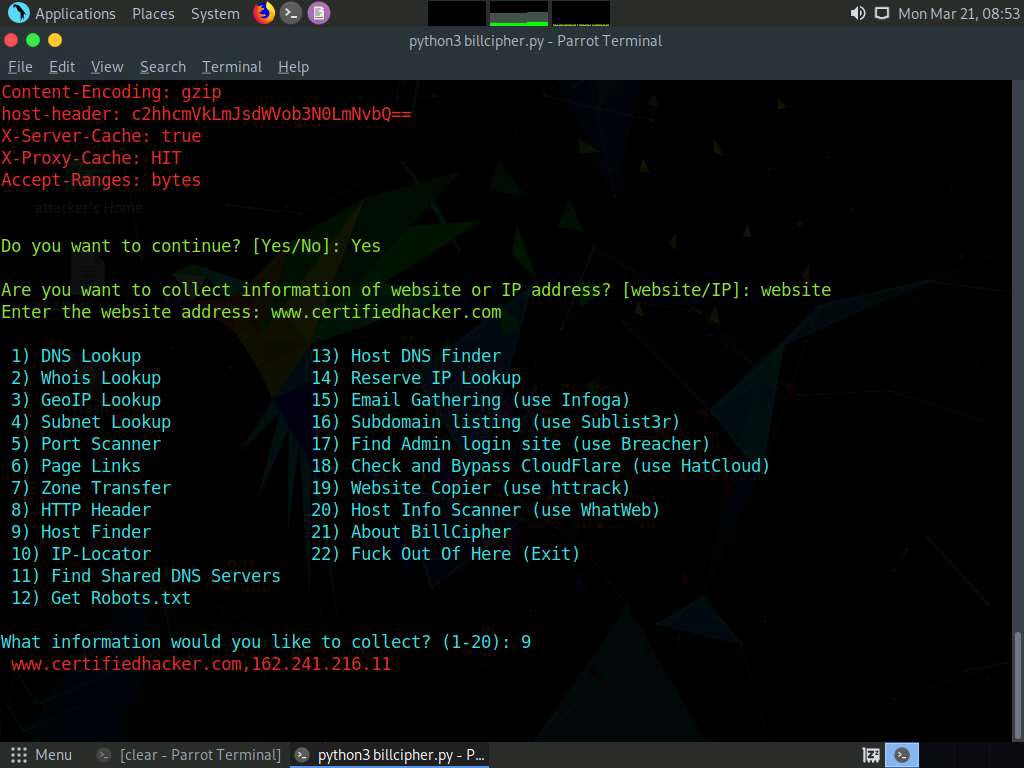 Applications Places System Mon Mar 21, 08:53
python3 billcipher.py - Parrot Terminal
File Edit View Search Terminal Help
Content-Encoding: gzip
host-header: c2hhcmVkLmJsdWVob3N0LmNvbQ==
X-Server-Cache: true
X-Proxy-Cache: HIT
Accept-Ranges: bytes
attacker's Home
Do you want to continue? [Yes/No]: Yes
Are you want to collect information of website or IP address? [website/IP]: website
Enter the website address: www.certifiedhacker.com
1) DNS Lookup 13) Host DNS Finder
2) Whois Lookup 14) Reserve IP Lookup
3) GeoIP Lookup 15) Email Gathering (use Infoga)
4) Subnet Lookup 16) Subdomain listing (use Sublist3r)
5) Port Scanner 17) Find Admin login site (use Breacher)
6) Page Links 18) Check and Bypass CloudFlare (use HatCloud)
7) Zone Transfer 19) Website Copier (use httrack)
8) HTTP Header 20) Host Info Scanner (use WhatWeb)
9) Host Finder 21) About BillCipher
10) IP-Locator 22) Fuck Out Of Here (Exit)
11) Find Shared DNS Servers
12) Get Robots.txt
What information would you like to collect? (1-20): 9
www.certifiedhacker.com,162.241.216.11
Menu [clear - Parrot Terminal] python3 billcipher.py - P...